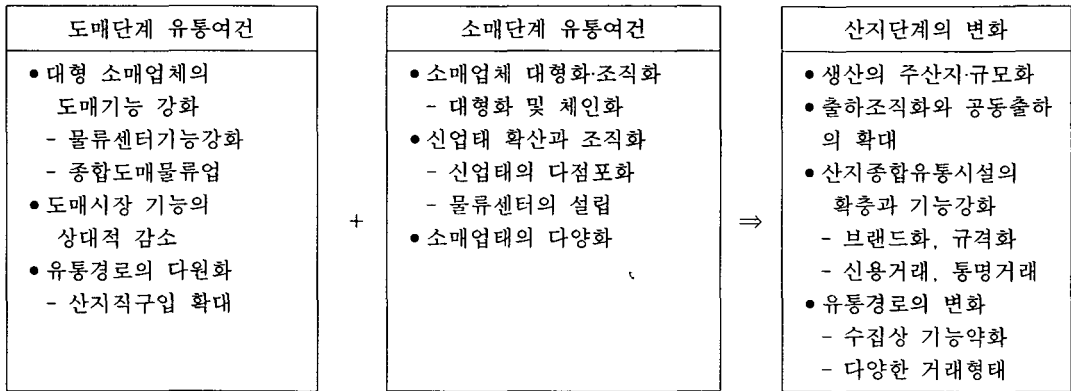 도매단계 유통여건
• 대형 소매업체의
도매기능 강화
- 물류센터기능강화
- 종합도매물류업
• 도매시장 기능의
상대적 감소
• 유통경로의 다원화
- 산지직구입 확대
+
소매단계 유통여건
• 소매업체 대형화·조직화
- 대형화 및 체인화
• 신업태 확산과 조직화
- 신업태의 다점포화
- 물류센터의 설립
• 소매업태의 다양화
⇒
산지단계의 변화
• 생산의 주산지·규모화
• 출하조직화와 공동출하
의 확대
• 산지종합유통시설의
확충과 기능강화
- 브랜드화, 규격화
- 신용거래, 통명거래
• 유통경로의 변화
- 수집상 기능약화
- 다양한 거래형태